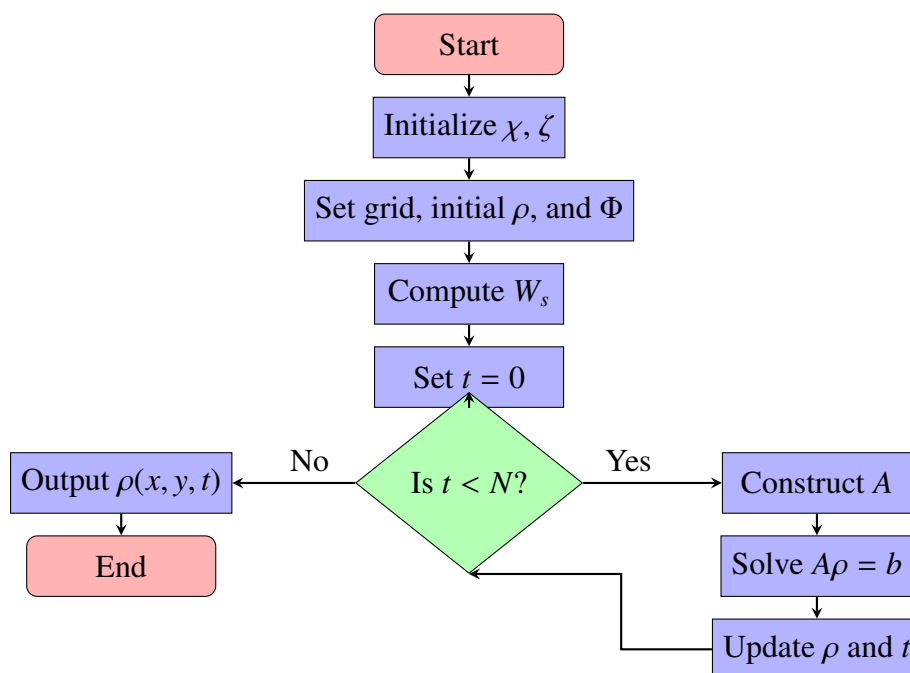 Start
Initialize χ, ζ
Set grid, initial ρ, and Φ
Compute W_s
Set t = 0
Is t < N?
No
Output ρ(x, y, t)
End
Yes
Construct A
Solve Aρ = b
Update ρ and t